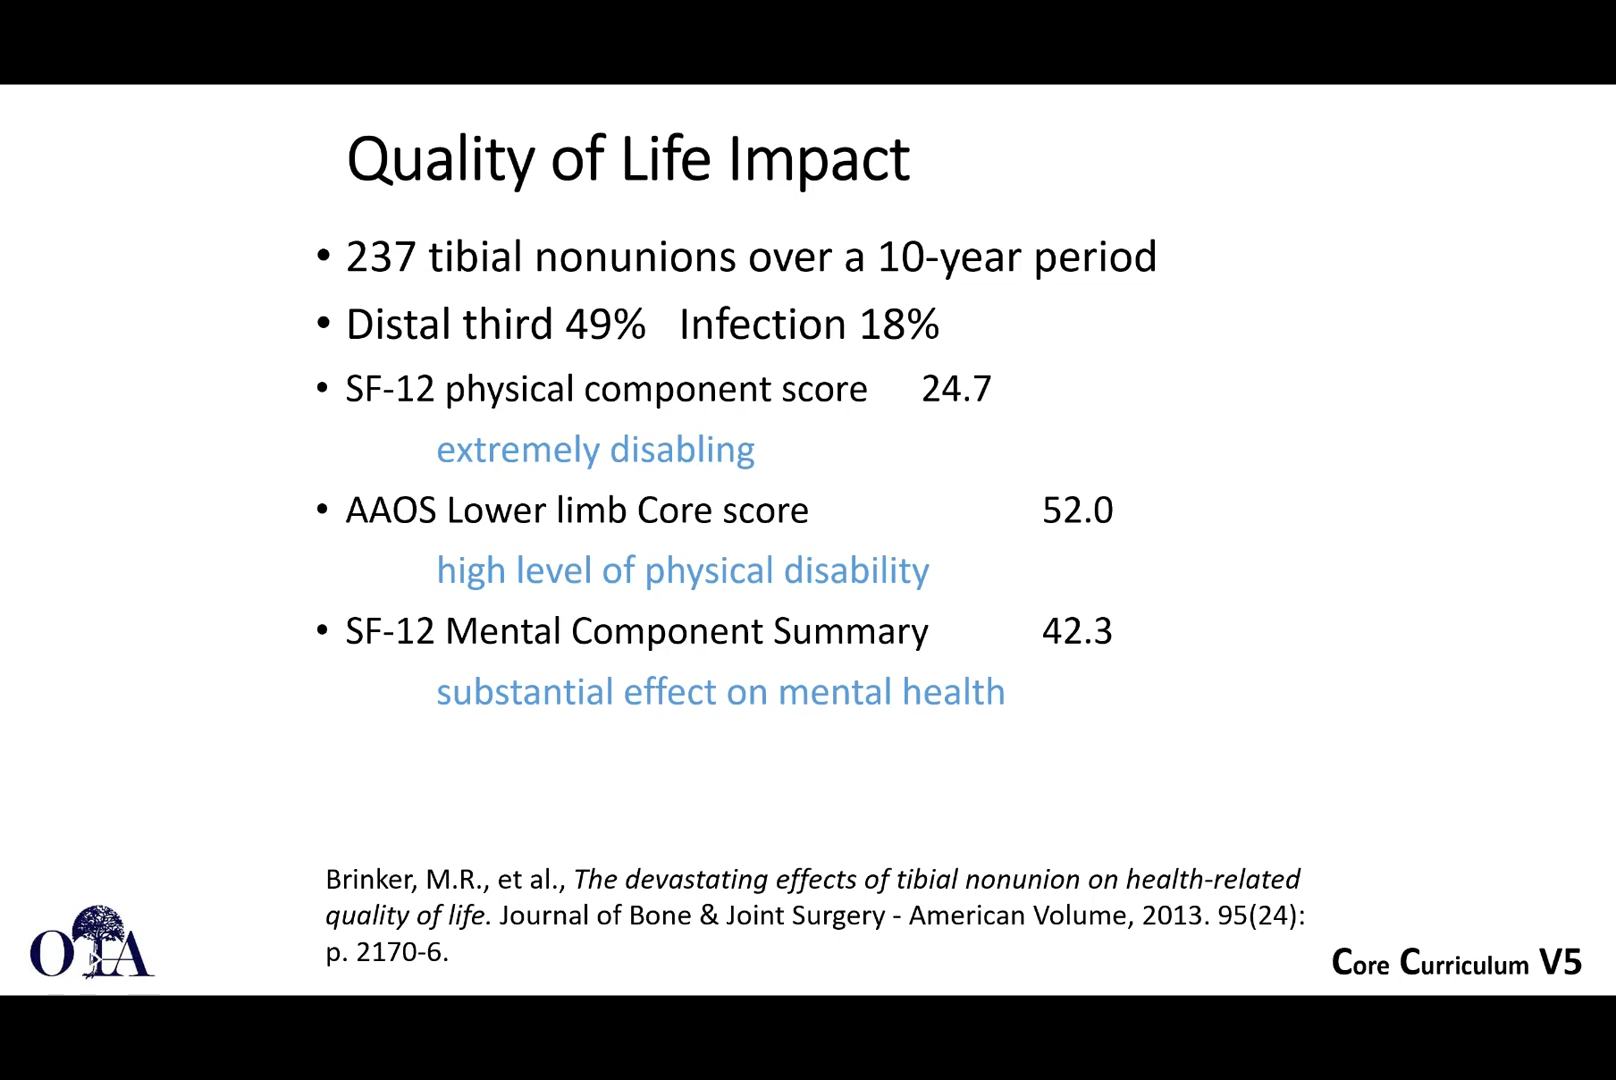 Quality of Life Impact
• 237 tibial nonunions over a 10-year period
• Distal third 49% Infection 18%
• SF-12 physical component score 24.7
extremely disabling
• AAOS Lower limb Core score 52.0
high level of physical disability
• SF-12 Mental Component Summary 42.3
substantial effect on mental health
Brinker, M.R., et al., The devastating effects of tibial nonunion on health-related
quality of life. Journal of Bone & Joint Surgery - American Volume, 2013. 95(24):
p. 2170-6.
OTA
Core Curriculum V5